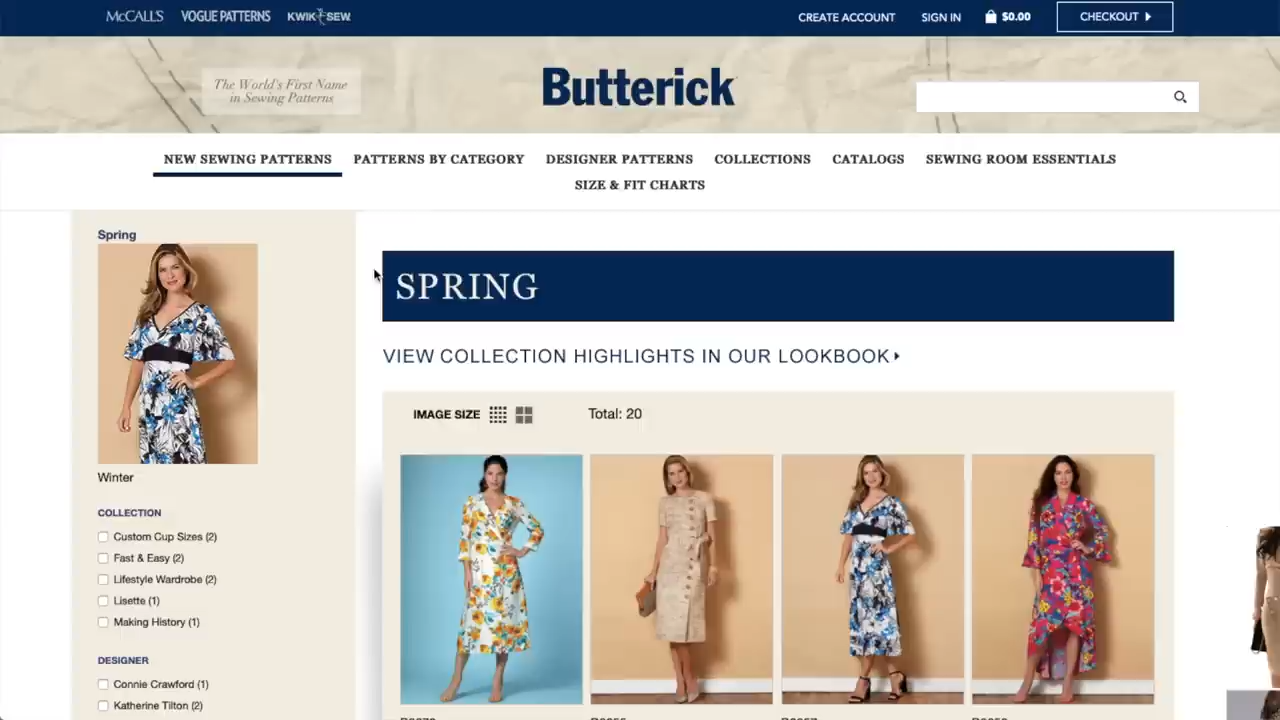 McCALL'S VOGUE PATTERNS KWIK SEW CREATE ACCOUNT SIGN IN $0.00 CHECKOUT
The World's First Name
in Sewing Patterns
Butterick
NEW SEWING PATTERNS PATTERNS BY CATEGORY DESIGNER PATTERNS COLLECTIONS CATALOGS SEWING ROOM ESSENTIALS
SIZE & FIT CHARTS
Spring
Winter
COLLECTION
Custom Cup Sizes (2)
Fast & Easy (2)
Lifestyle Wardrobe (2)
Lisette (1)
Making History (1)
DESIGNER
Connie Crawford (1)
Katherine Tilton (2)
SPRING
VIEW COLLECTION HIGHLIGHTS IN OUR LOOKBOOK
IMAGE SIZE Total: 20